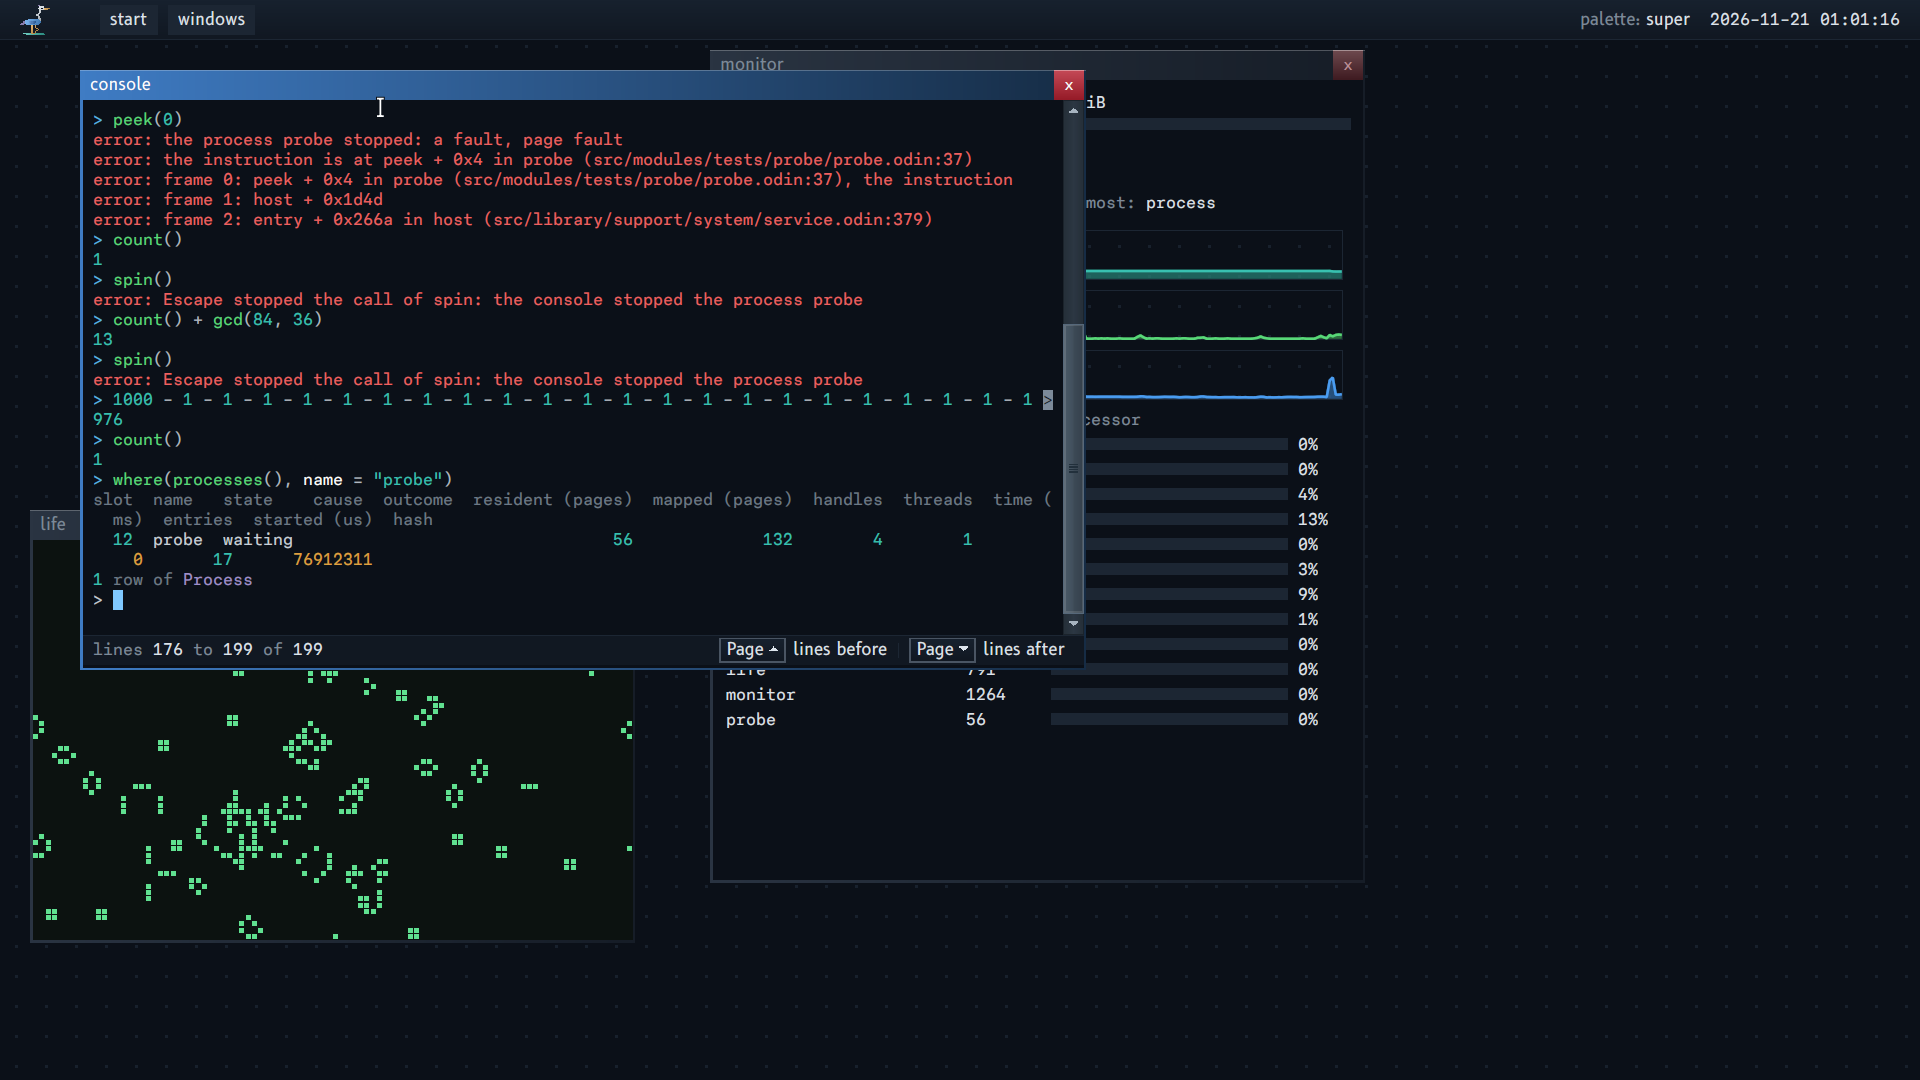 start windows palette: super 2026-11-21 01:01:16
monitor x
console x
iB
> peek(0)
error: the process probe stopped: a fault, page fault
error: the instruction is at peek + 0x4 in probe (src/modules/tests/probe/probe.odin:37)
error: frame 0: peek + 0x4 in probe (src/modules/tests/probe/probe.odin:37), the instruction
error: frame 1: host + 0x1d4d
error: frame 2: entry + 0x266a in host (src/library/support/system/service.odin:379)
> count()
1
> spin()
error: Escape stopped the call of spin: the console stopped the process probe
> count() + gcd(84, 36)
13
> spin()
error: Escape stopped the call of spin: the console stopped the process probe
> 1000 - 1 - 1 - 1 - 1 - 1 - 1 - 1 - 1 - 1 - 1 - 1 - 1 - 1 - 1 - 1 - 1 - 1 - 1 - 1 - 1 - 1 - 1 >
976
> count()
1
> where(processes(), name = "probe")
slot name state cause outcome resident (pages) mapped (pages) handles threads time (
ms) entries started (us) hash
12 probe waiting 56 132 4 1
0 17 76912311
1 row of Process
>
lines 176 to 199 of 199 Page lines before Page lines after
most: process
cessor
0%
0%
4%
13%
0%
3%
9%
1%
0%
life 791 0%
monitor 1264 0%
probe 56 0%
life